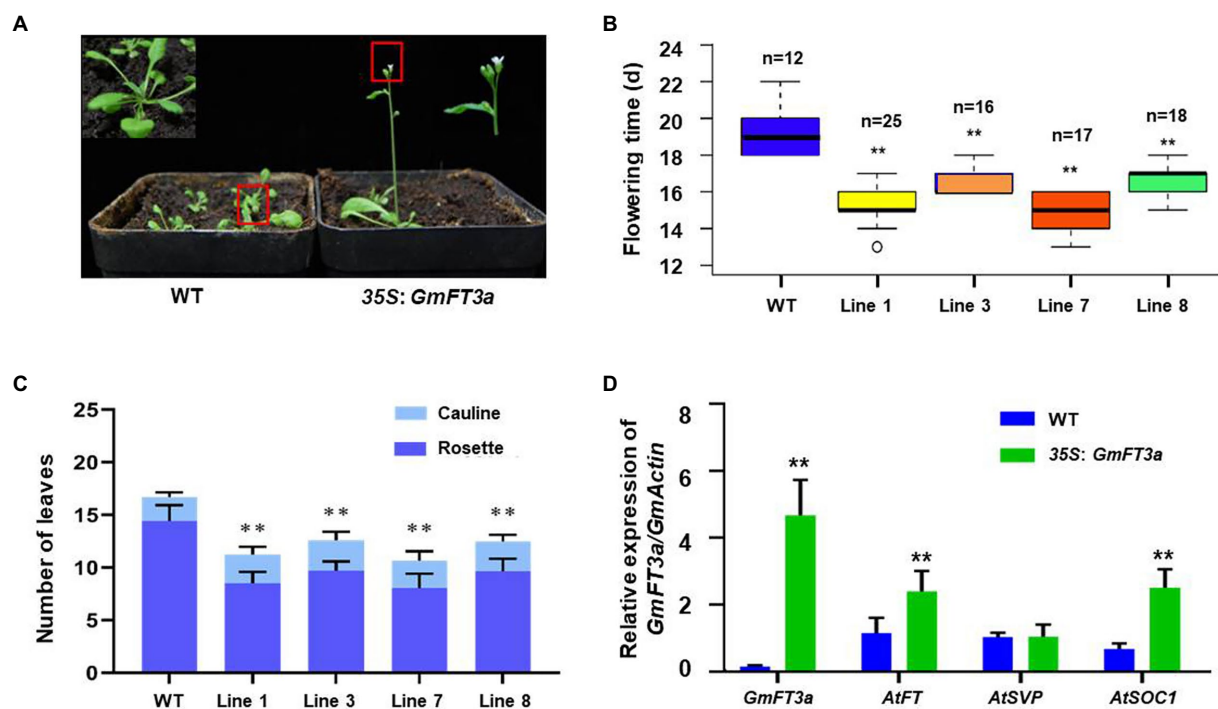 A
WT
35S: GmFT3a
B
Flowering time (d)
24
22
20
18
16
14
12
n=12
n=25
**
n=16
**
n=17
**
n=18
**
WT
Line 1
Line 3
Line 7
Line 8
C
Number of leaves
25
20
15
10
5
0
Cauline
Rosette
**
**
**
**
WT
Line 1
Line 3
Line 7
Line 8
D
Relative expression of
GmFT3a/GmActin
8
6
4
2
0
WT
35S: GmFT3a
**
**
**
GmFT3a
AtFT
AtSVP
AtSOC1